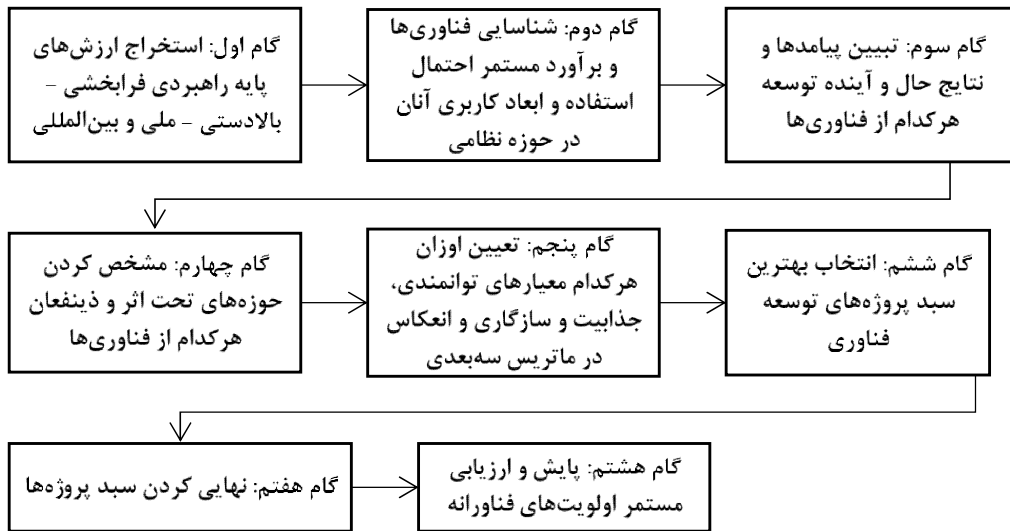 گام اول: استخراج ارزش‌های
پایه راهبردی فرابخشی –
بالادستی – ملی و بین‌المللی
گام دوم: شناسایی فناوری‌ها
و برآورد مستمر احتمال
استفاده و ابعاد کاربری آنان
در حوزه نظامی
گام سوم: تبیین پیامدها و
نتایج حال و آینده توسعه
هرکدام از فناوری‌ها
گام چهارم: مشخص کردن
حوزه‌های تحت اثر و ذینفعان
هرکدام از فناوری‌ها
گام پنجم: تعیین اوزان
هرکدام معیارهای توانمندی،
جذابیت و سازگاری و انعکاس
در ماتریس سه‌بعدی
گام ششم: انتخاب بهترین
سبد پروژه‌های توسعه
فناوری
گام هفتم: نهایی کردن سبد پروژه‌ها
گام هشتم: پایش و ارزیابی
مستمر اولویت‌های فناورانه